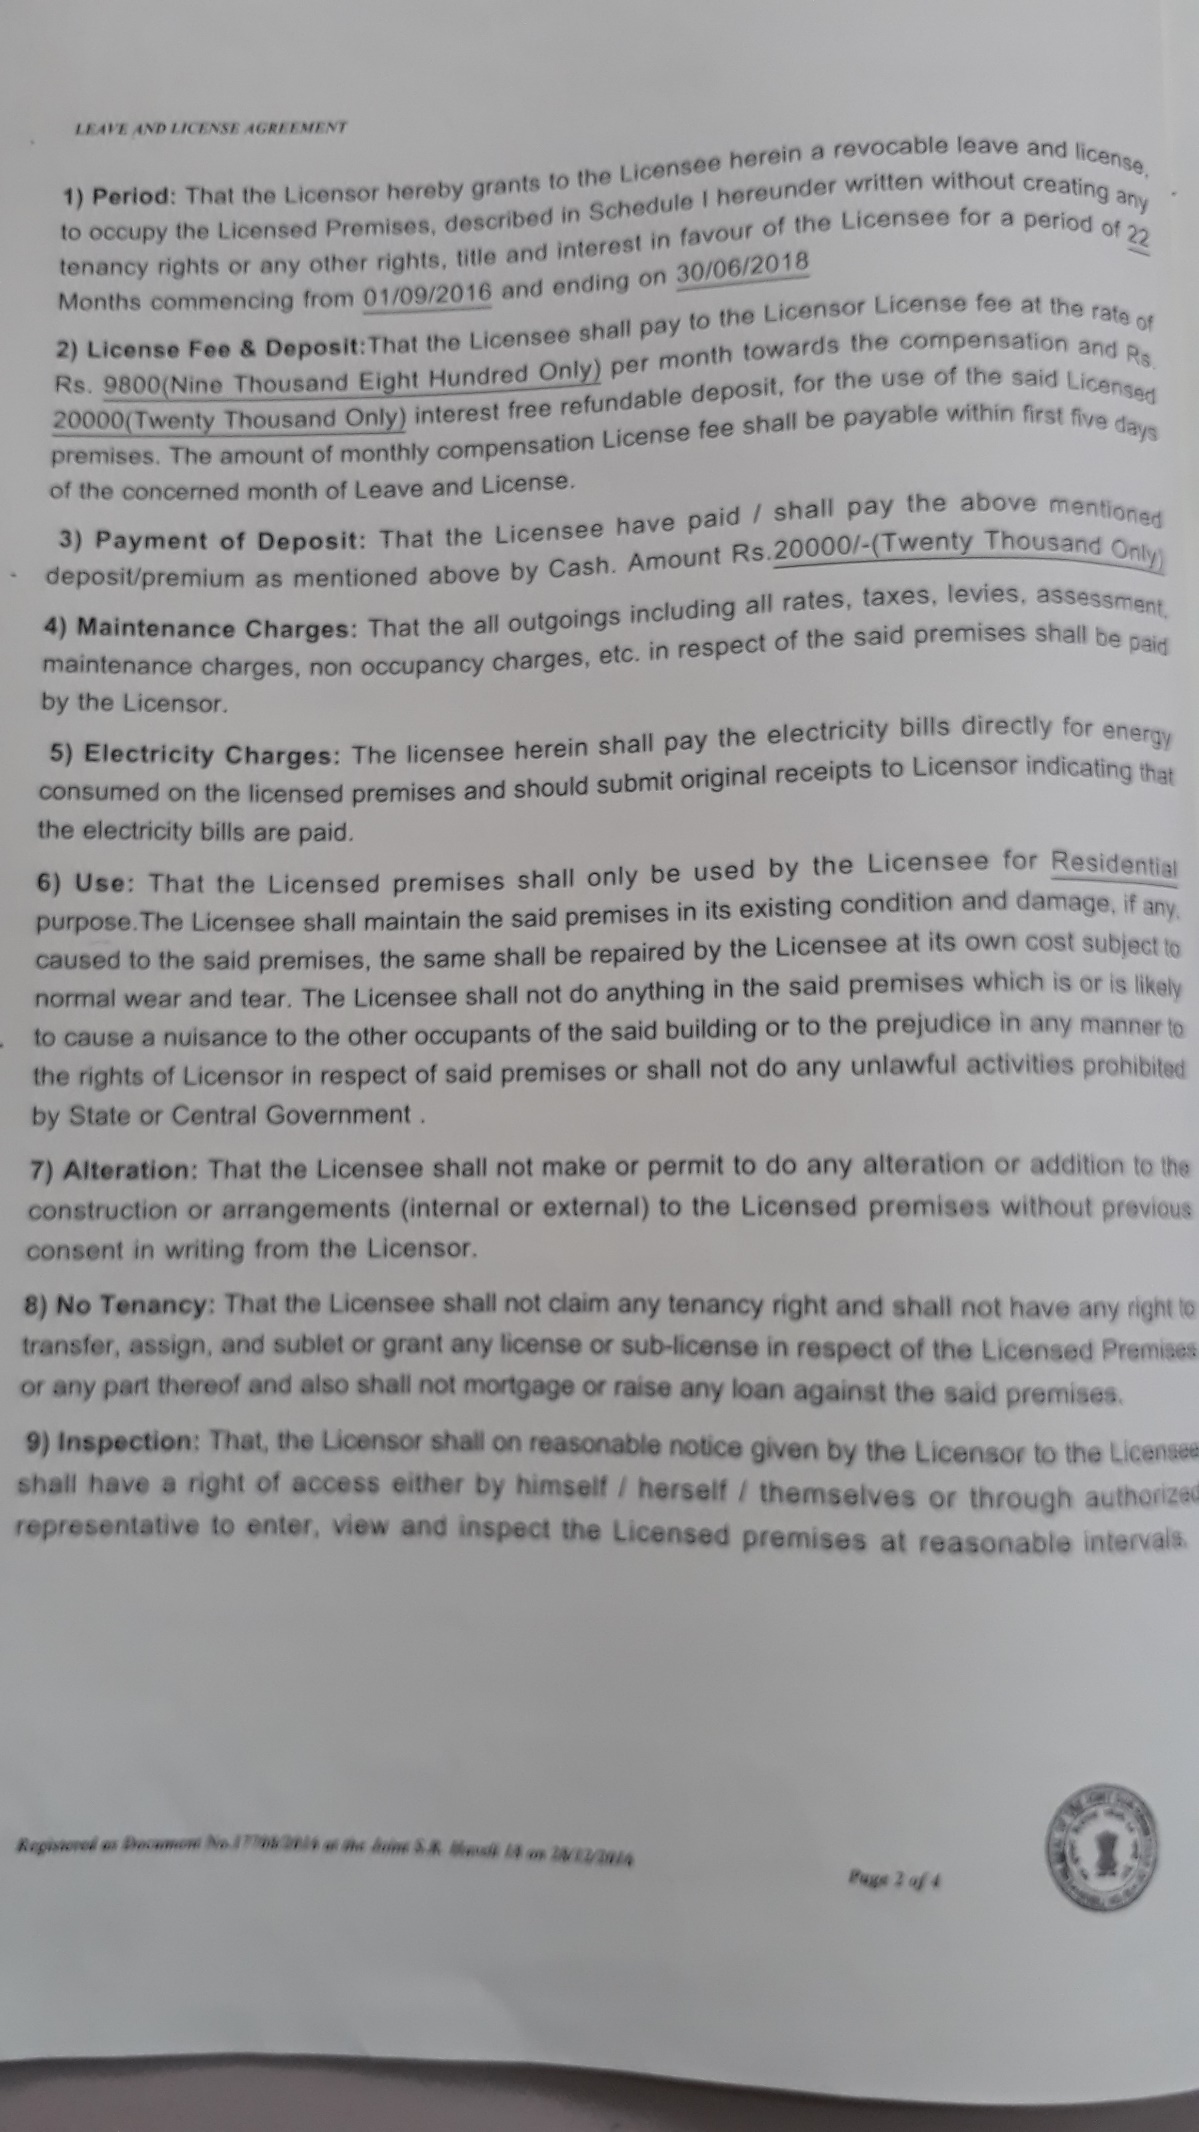 LEAVE AND LICENSE AGREEMENT
1) Period: That the Licensor hereby grants to the Licensee herein a revocable leave and license,
to occupy the Licensed Premises, described in Schedule I hereunder written without creating any
tenancy rights or any other rights, title and interest in favour of the Licensee for a period of 22
Months commencing from 01/09/2016 and ending on 30/06/2018
2) License Fee & Deposit:That the Licensee shall pay to the Licensor License fee at the rate of
Rs. 9800(Nine Thousand Eight Hundred Only) per month towards the compensation and Rs.
20000(Twenty Thousand Only) interest free refundable deposit, for the use of the said Licensed
premises. The amount of monthly compensation License fee shall be payable within first five days
of the concerned month of Leave and License.
3) Payment of Deposit: That the Licensee have paid / shall pay the above mentioned
deposit/premium as mentioned above by Cash. Amount Rs.20000/-(Twenty Thousand Only)
4) Maintenance Charges: That the all outgoings including all rates, taxes, levies, assessment,
maintenance charges, non occupancy charges, etc. in respect of the said premises shall be paid
by the Licensor.
5) Electricity Charges: The licensee herein shall pay the electricity bills directly for energy
consumed on the licensed premises and should submit original receipts to Licensor indicating that
the electricity bills are paid.
6) Use: That the Licensed premises shall only be used by the Licensee for Residential
purpose.The Licensee shall maintain the said premises in its existing condition and damage, if any,
caused to the said premises, the same shall be repaired by the Licensee at its own cost subject to
normal wear and tear. The Licensee shall not do anything in the said premises which is or is likely
to cause a nuisance to the other occupants of the said building or to the prejudice in any manner to
the rights of Licensor in respect of said premises or shall not do any unlawful activities prohibited
by State or Central Government .
7) Alteration: That the Licensee shall not make or permit to do any alteration or addition to the
construction or arrangements (internal or external) to the Licensed premises without previous
consent in writing from the Licensor.
8) No Tenancy: That the Licensee shall not claim any tenancy right and shall not have any right to
transfer, assign, and sublet or grant any license or sub-license in respect of the Licensed Premises
or any part thereof and also shall not mortgage or raise any loan against the said premises.
9) Inspection: That, the Licensor shall on reasonable notice given by the Licensor to the Licensee
shall have a right of access either by himself / herself / themselves or through authorized
representative to enter, view and inspect the Licensed premises at reasonable intervals.
Registered as Document at the Joint S.R. on
Page 2 of 4